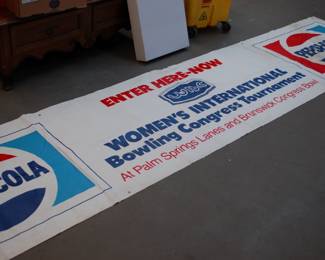 ENTER HERE-NOW
WIBC
WOMEN'S INTERNATIONAL
Bowling Congress Tournament
At Palm Springs Lanes and Brunswick Congress Bowl
COLA
PEPSI